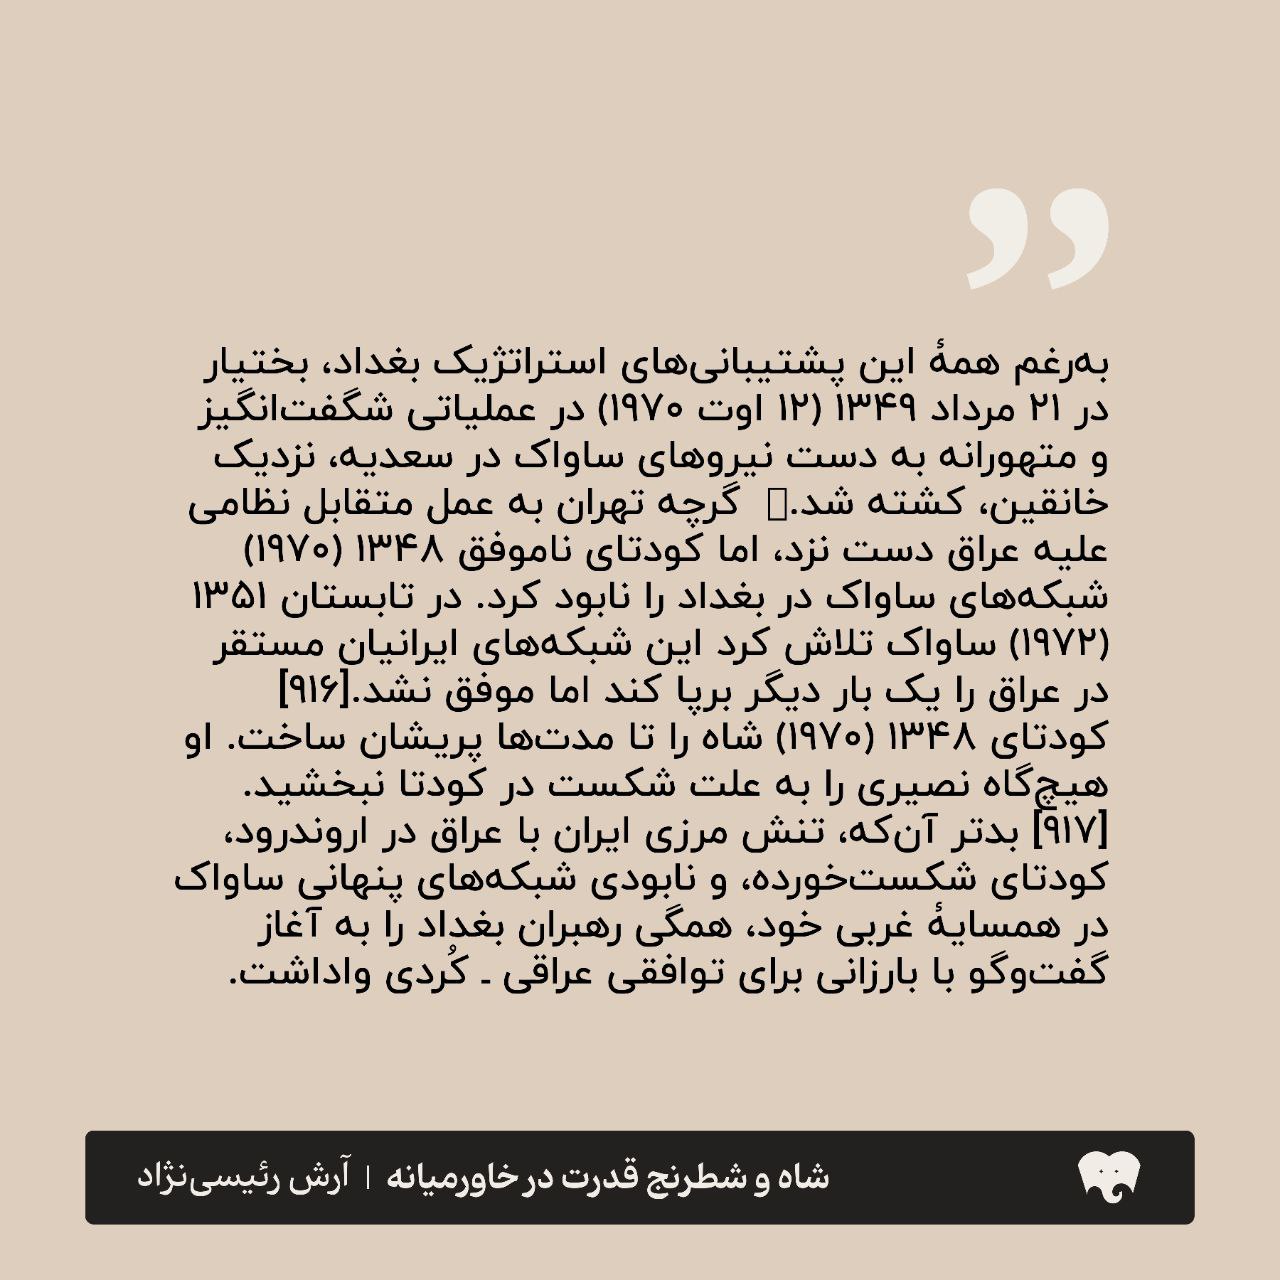 به‌رغم همهٔ این پشتیبانی‌های استراتژیک بغداد، بختیار
در ۲۱ مرداد ۱۳۴۹ (۱۲ اوت ۱۹۷۰) در عملیاتی شگفت‌انگیز
و متهورانه به دست نیروهای ساواک در سعدیه، نزدیک
خانقین، کشته شد. گرچه تهران به عمل متقابل نظامی
علیه عراق دست نزد، اما کودتای ناموفق ۱۳۴۸ (۱۹۷۰)
شبکه‌های ساواک در بغداد را نابود کرد. در تابستان ۱۳۵۱
(۱۹۷۲) ساواک تلاش کرد این شبکه‌های ایرانیان مستقر
در عراق را یک بار دیگر برپا کند اما موفق نشد.[۹۱۶]
کودتای ۱۳۴۸ (۱۹۷۰) شاه را تا مدت‌ها پریشان ساخت. او
هیچ‌گاه نصیری را به علت شکست در کودتا نبخشید.
[۹۱۷] بدتر آن‌که، تنش مرزی ایران با عراق در اروندرود،
کودتای شکست‌خورده، و نابودی شبکه‌های پنهانی ساواک
در همسایهٔ غربی خود، همگی رهبران بغداد را به آغاز
گفت‌وگو با بارزانی برای توافقی عراقی ـ کُردی واداشت.
شاه و شطرنج قدرت در خاورمیانه | آرش رئیسی‌نژاد